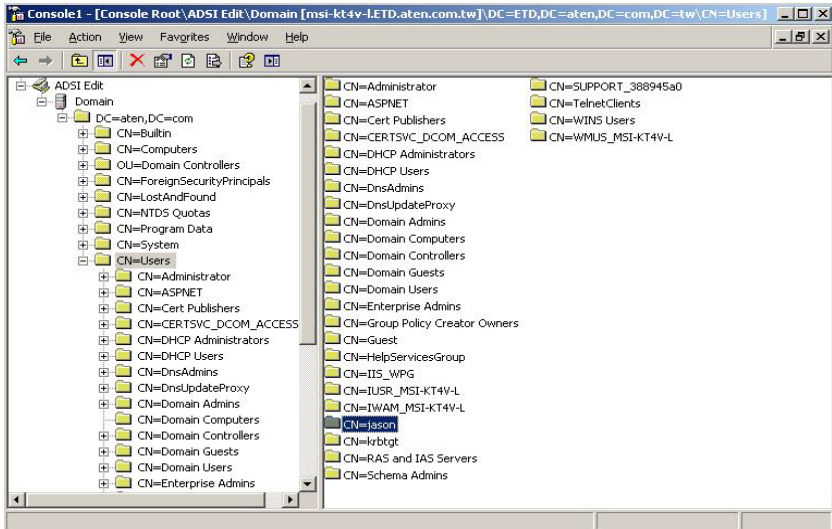 Console1 - [Console Root\ADSI Edit\Domain [msi-kt4v-l.ETD.aten.com.tw]\DC=ETD,DC=aten,DC=com,DC=tw\CN=Users]
File Action View Favorites Window Help
ADSI Edit
Domain
DC=aten,DC=com
CN=Builtin
CN=Computers
OU=Domain Controllers
CN=ForeignSecurityPrincipals
CN=LostAndFound
CN=NTDS Quotas
CN=Program Data
CN=System
CN=Users
CN=Administrator
CN=ASPNET
CN=Cert Publishers
CN=CERTSVC_DCOM_ACCESS
CN=DHCP Administrators
CN=DHCP Users
CN=DnsAdmins
CN=DnsUpdateProxy
CN=Domain Admins
CN=Domain Computers
CN=Domain Controllers
CN=Domain Guests
CN=Domain Users
CN=Enterprise Admins
CN=Administrator
CN=ASPNET
CN=Cert Publishers
CN=CERTSVC_DCOM_ACCESS
CN=DHCP Administrators
CN=DHCP Users
CN=DnsAdmins
CN=DnsUpdateProxy
CN=Domain Admins
CN=Domain Computers
CN=Domain Controllers
CN=Domain Guests
CN=Domain Users
CN=Enterprise Admins
CN=Group Policy Creator Owners
CN=Guest
CN=HelpServicesGroup
CN=IIS_WPG
CN=IUSR_MSI-KT4V-L
CN=IWAM_MSI-KT4V-L
CN=jason
CN=krbtgt
CN=RAS and IAS Servers
CN=Schema Admins
CN=SUPPORT_388945a0
CN=TelnetClients
CN=WINS Users
CN=WMUS_MSI-KT4V-L